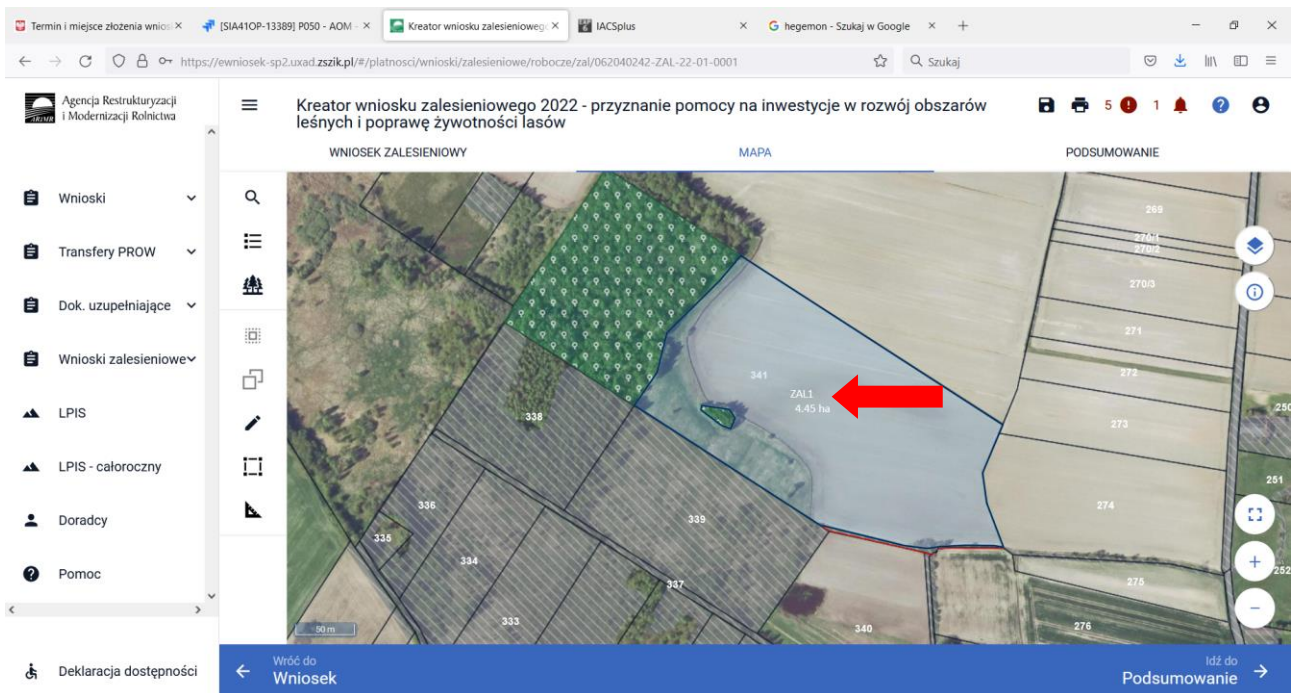 Termin i miejsce złożenia wnios
[SIA41OP-13389] P050 - AOM -
Kreator wniosku zalesienioweg
IACSplus
hegemon - Szukaj w Google
https://ewniosek-sp2.uxad.zszik.pl/#/platnosci/wnioski/zalesieniowe/robocze/zal/062040242-ZAL-22-01-0001
Szukaj
ARIMR
Agencja Restrukturyzacji
i Modernizacji Rolnictwa
Kreator wniosku zalesieniowego 2022 - przyznanie pomocy na inwestycje w rozwój obszarów
leśnych i poprawę żywotności lasów
5
1
WNIOSEK ZALESIENIOWY
MAPA
PODSUMOWANIE
Wnioski
Transfery PROW
Dok. uzupełniające
Wnioski zalesieniowe
LPIS
LPIS - całoroczny
Doradcy
Pomoc
Deklaracja dostępności
269
270/1
270/2
270/3
271
272
341
ZAL1
4.45 ha
250
338
273
251
336
339
274
335
334
252
337
275
333
340
276
50 m
Wróć do
Wniosek
Idź do
Podsumowanie